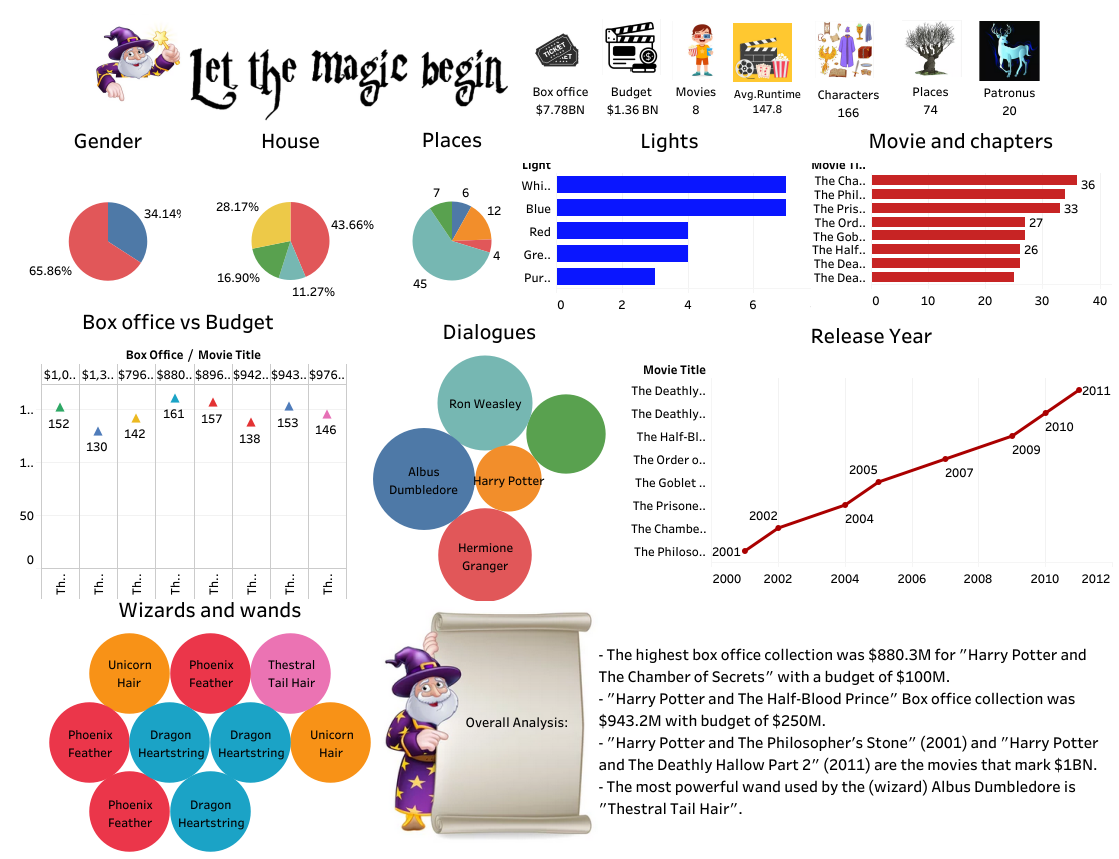 Let the magic begin
TICKET
TICKET
Box office
$7.78BN
Budget
$1.36 BN
Movies
8
Avg.Runtime
147.8
Characters
166
Places
74
Patronus
20
Gender
34.14%
65.86%
House
28.17%
43.66%
16.90%
11.27%
Places
7
6
12
4
45
Lights
Light
Whi..
Blue
Red
Gre..
Pur..
0
2
4
6
Movie and chapters
Movie Ti..
The Cha..
36
The Phil..
The Pris..
33
The Ord..
27
The Gob..
The Half..
26
The Dea..
The Dea..
0
10
20
30
40
Box office vs Budget
Box Office / Movie Title
$1,0..
$1,3..
$796..
$880..
$896..
$942..
$943..
$976..
1..
1..
50
0
152
130
142
161
157
138
153
146
Th..
Th..
Th..
Th..
Th..
Th..
Th..
Th..
Dialogues
Ron Weasley
Albus
Dumbledore
Harry Potter
Hermione
Granger
Release Year
Movie Title
The Deathly..
The Deathly..
The Half-Bl..
The Order o..
The Goblet ..
The Prisone..
The Chambe..
The Philoso..
2011
2010
2009
2007
2005
2004
2002
2001
2000
2002
2004
2006
2008
2010
2012
Wizards and wands
Unicorn
Hair
Phoenix
Feather
Thestral
Tail Hair
Phoenix
Feather
Dragon
Heartstring
Dragon
Heartstring
Unicorn
Hair
Phoenix
Feather
Dragon
Heartstring
Overall Analysis:
- The highest box office collection was $880.3M for "Harry Potter and
The Chamber of Secrets" with a budget of $100M.
- "Harry Potter and The Half-Blood Prince" Box office collection was
$943.2M with budget of $250M.
- "Harry Potter and The Philosopher's Stone" (2001) and "Harry Potter
and The Deathly Hallow Part 2" (2011) are the movies that mark $1BN.
- The most powerful wand used by the (wizard) Albus Dumbledore is
"Thestral Tail Hair".